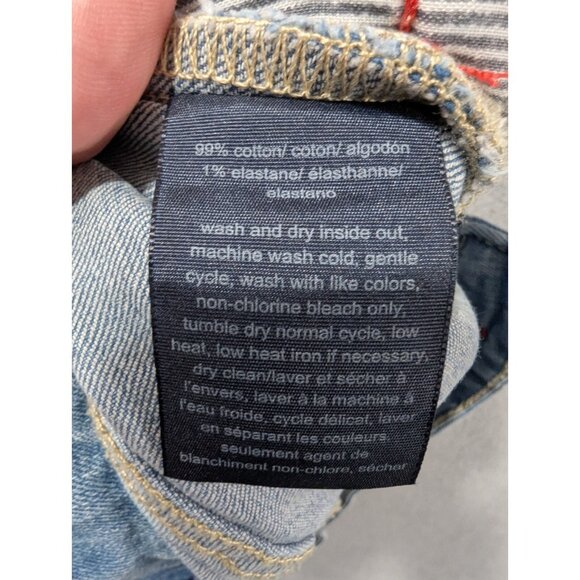 99% cotton/ coton/ algodón
1% elastane/ élasthanne/
elastano
wash and dry inside out,
machine wash cold, gentle
cycle, wash with like colors,
non-chlorine bleach only,
tumble dry normal cycle, low
heat, low heat iron if necessary,
dry clean/laver et sécher à
l'envers, laver à la machine à
l'eau froide, cycle délicat, laver
en séparant les couleurs,
seulement agent de
blanchiment non-chlore, sécher